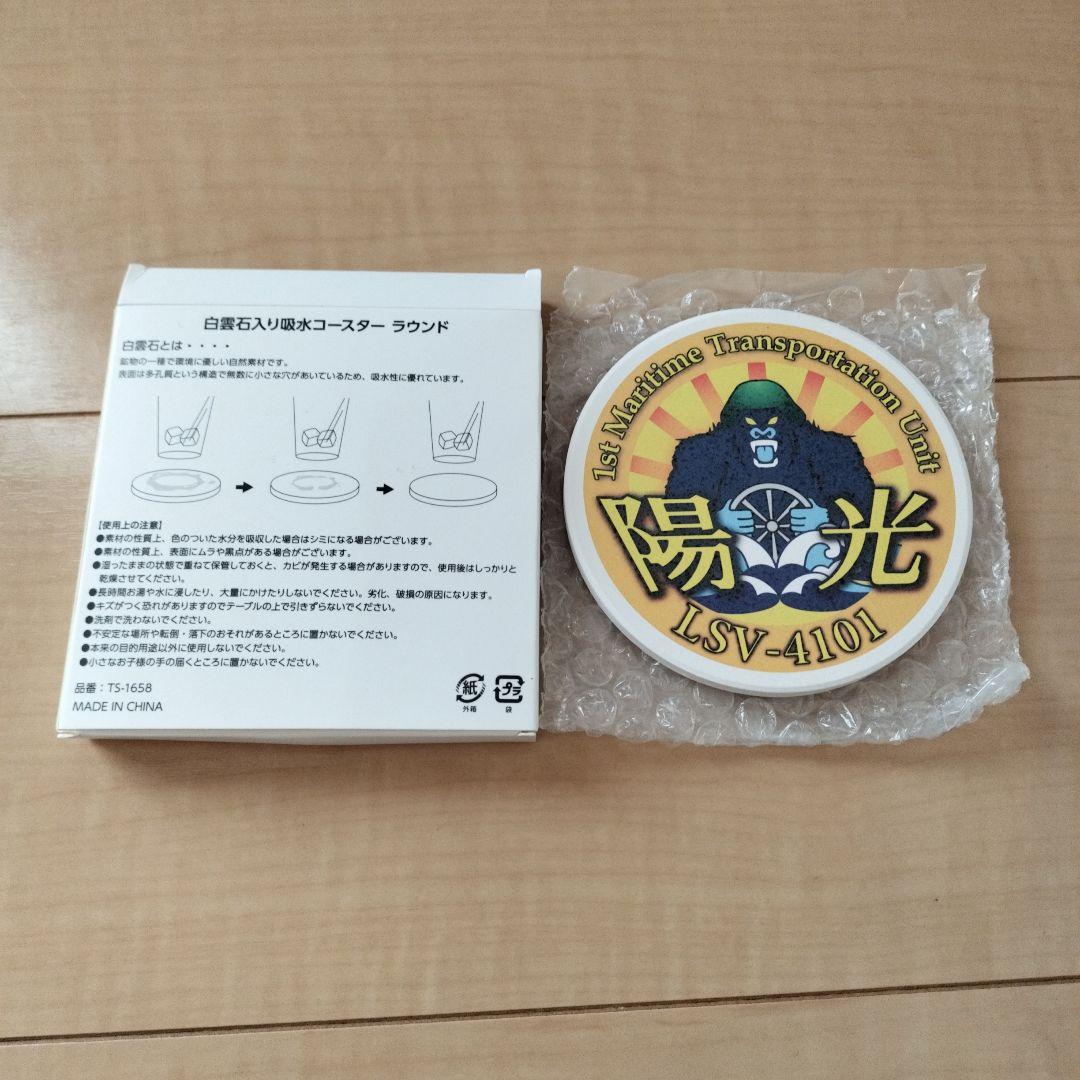 白雲石入り吸水コースター ラウンド
白雲石とは・・・・
鉱物の一種で環境に優しい自然素材です。
表面は多孔質という構造で無数に小さな穴があいているため、吸水性に優れています。
【使用上の注意】
●素材の性質上、色のついた水分を吸収した場合はシミになる場合がございます。
●素材の性質上、表面にムラや黒点がある場合がございます。
●湿ったままの状態で重ねて保管しておくと、カビが発生する場合がありますので、使用後はしっかりと
乾燥させてください。
●長時間お湯や水に浸したり、大量にかけたりしないでください。劣化、破損の原因になります。
●キズがつく恐れがありますのでテーブルの上で引きずらないでください。
●洗剤で洗わないでください。
●不安定な場所や転倒・落下のおそれがあるところに置かないでください。
●本来の目的用途以外に使用しないでください。
●小さなお子様の手の届くところに置かないでください。
品番：TS-1658
MADE IN CHINA
紙
外箱
プラ
袋
1st Maritime Transportation Unit
陽光
LSV-4101